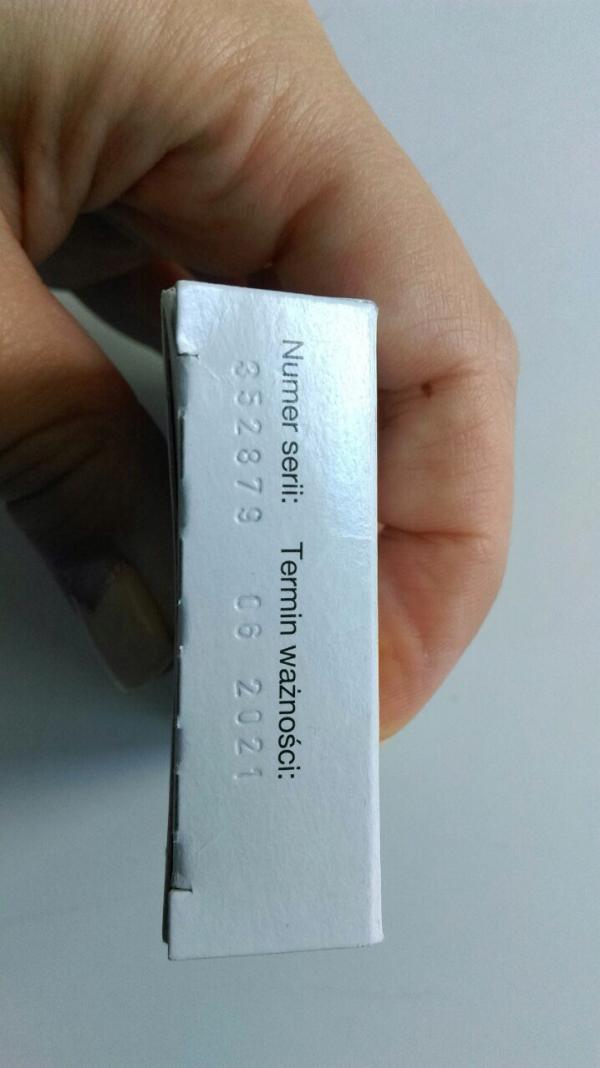 Numer serii: Termin ważności:
352879 06 2021